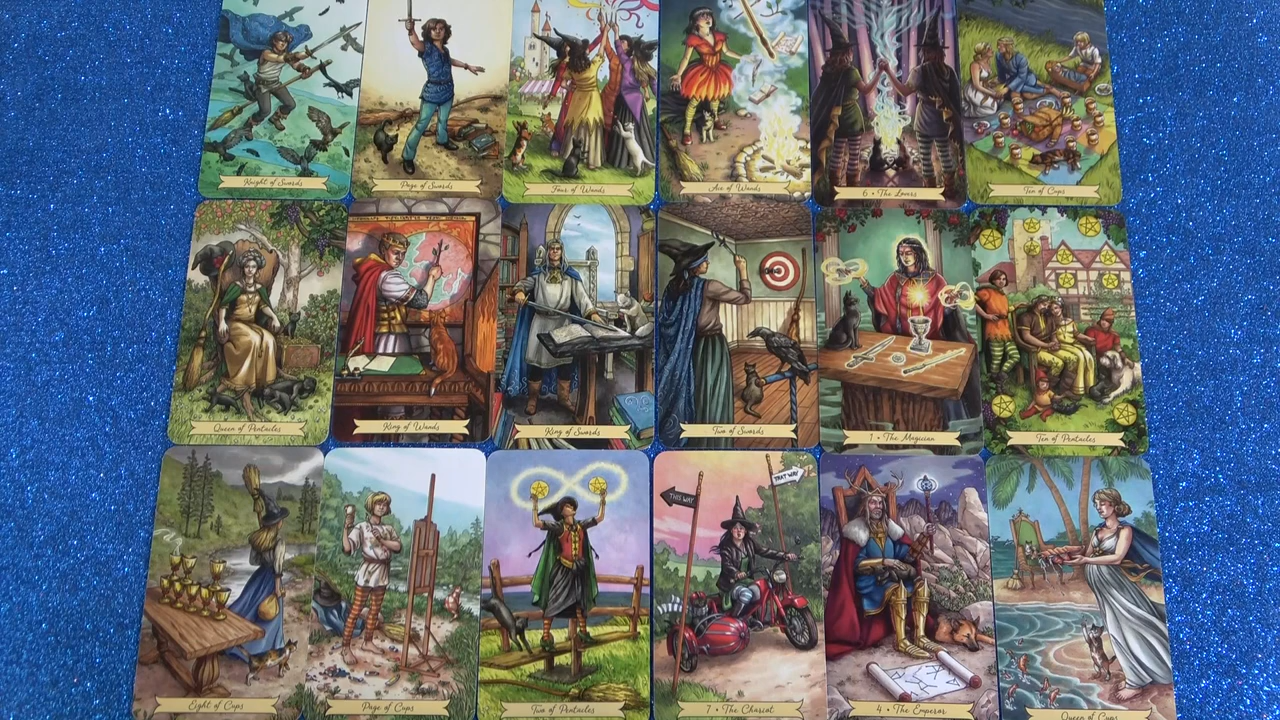 Knight of Swords
Page of Swords
Four of Wands
Ace of Wands
6 • The Lovers
Ten of Cups
Queen of Pentacles
King of Wands
King of Swords
Two of Swords
1 • The Magician
Ten of Pentacles
THIS WAY
THAT WAY
Eight of Cups
Page of Cups
Two of Pentacles
7 • The Chariot
4 • The Emperor
Queen of Cups